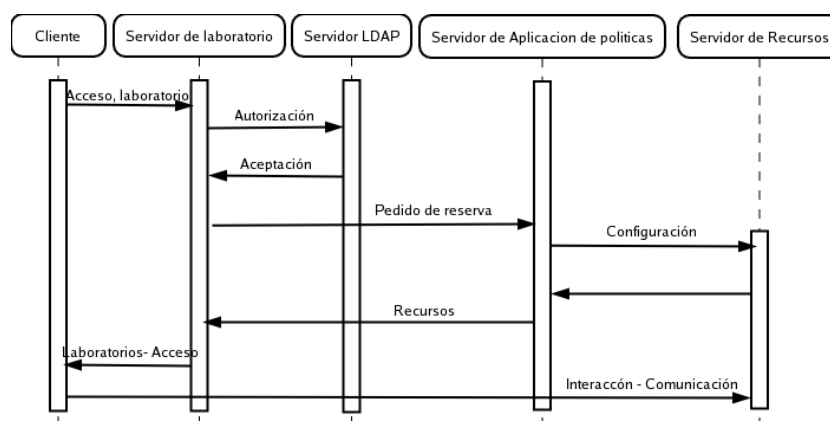 Cliente
Servidor de laboratorio
Servidor LDAP
Servidor de Aplicacion de politicas
Servidor de Recursos
Acceso, laboratorio
Autorización
Aceptación
Pedido de reserva
Configuración
Recursos
Laboratorios- Acceso
Interaccón - Comunicación